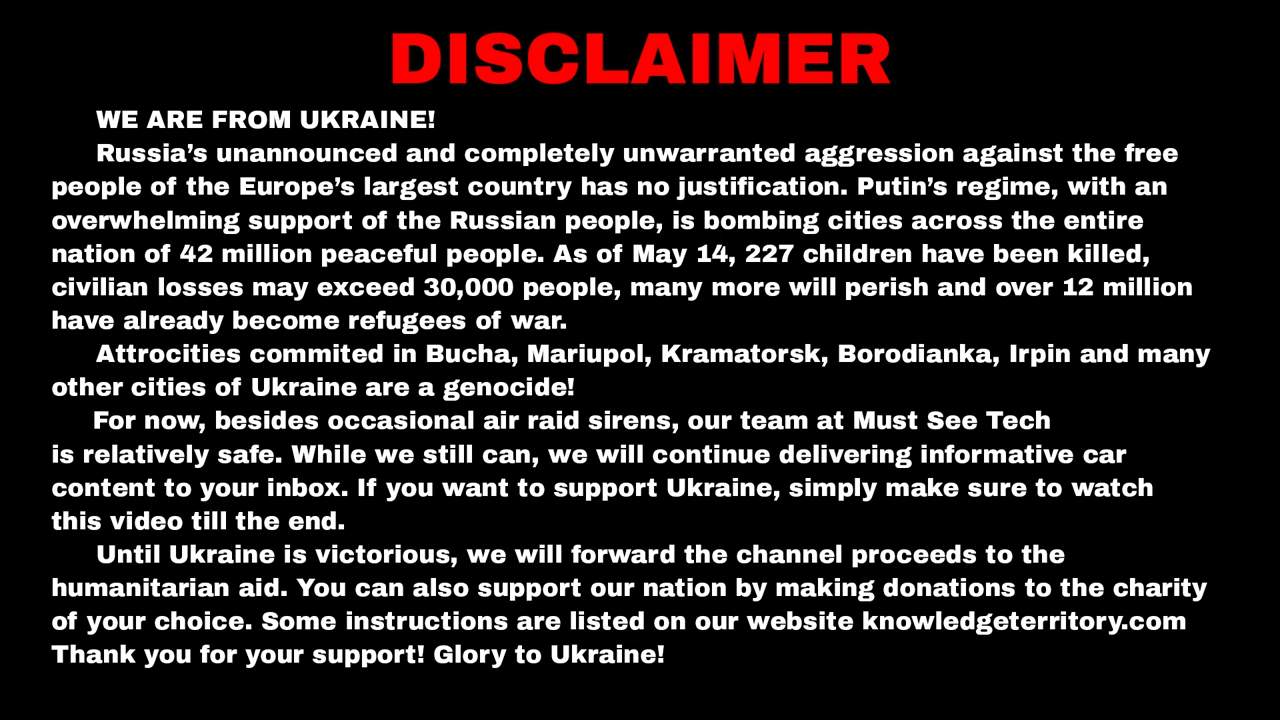 DISCLAIMER
WE ARE FROM UKRAINE!
Russia’s unannounced and completely unwarranted aggression against the free
people of the Europe’s largest country has no justification. Putin’s regime, with an
overwhelming support of the Russian people, is bombing cities across the entire
nation of 42 million peaceful people. As of May 14, 227 children have been killed,
civilian losses may exceed 30,000 people, many more will perish and over 12 million
have already become refugees of war.
Attrocities commited in Bucha, Mariupol, Kramatorsk, Borodianka, Irpin and many
other cities of Ukraine are a genocide!
For now, besides occasional air raid sirens, our team at Must See Tech
is relatively safe. While we still can, we will continue delivering informative car
content to your inbox. If you want to support Ukraine, simply make sure to watch
this video till the end.
Until Ukraine is victorious, we will forward the channel proceeds to the
humanitarian aid. You can also support our nation by making donations to the charity
of your choice. Some instructions are listed on our website knowledgeterritory.com
Thank you for your support! Glory to Ukraine!